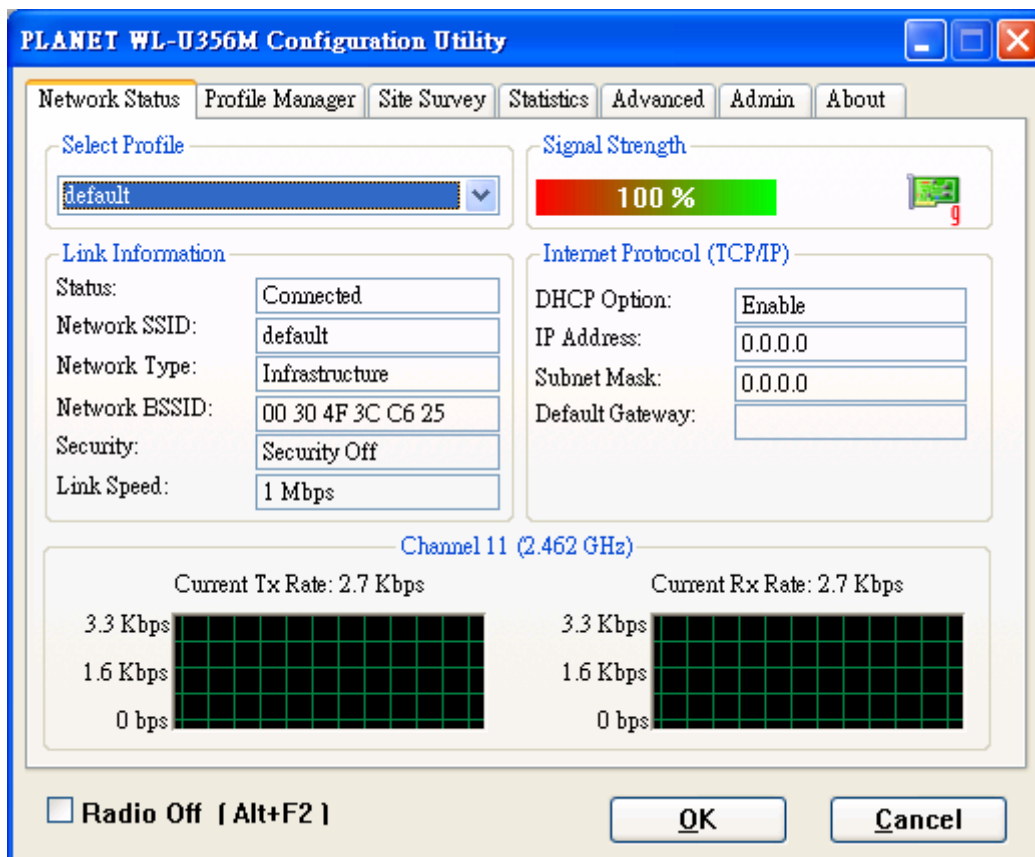 PLANET WL-U356M Configuration Utility
Network Status Profile Manager Site Survey Statistics Advanced Admin About
Select Profile
default
Signal Strength
100 %
g
Link Information
Status: Connected
Network SSID: default
Network Type: Infrastructure
Network BSSID: 00 30 4F 3C C6 25
Security: Security Off
Link Speed: 1 Mbps
Internet Protocol (TCP/IP)
DHCP Option: Enable
IP Address: 0.0.0.0
Subnet Mask: 0.0.0.0
Default Gateway:
Channel 11 (2.462 GHz)
Current Tx Rate: 2.7 Kbps
3.3 Kbps
1.6 Kbps
0 bps
Current Rx Rate: 2.7 Kbps
3.3 Kbps
1.6 Kbps
0 bps
Radio Off ( Alt+F2 )
OK
Cancel